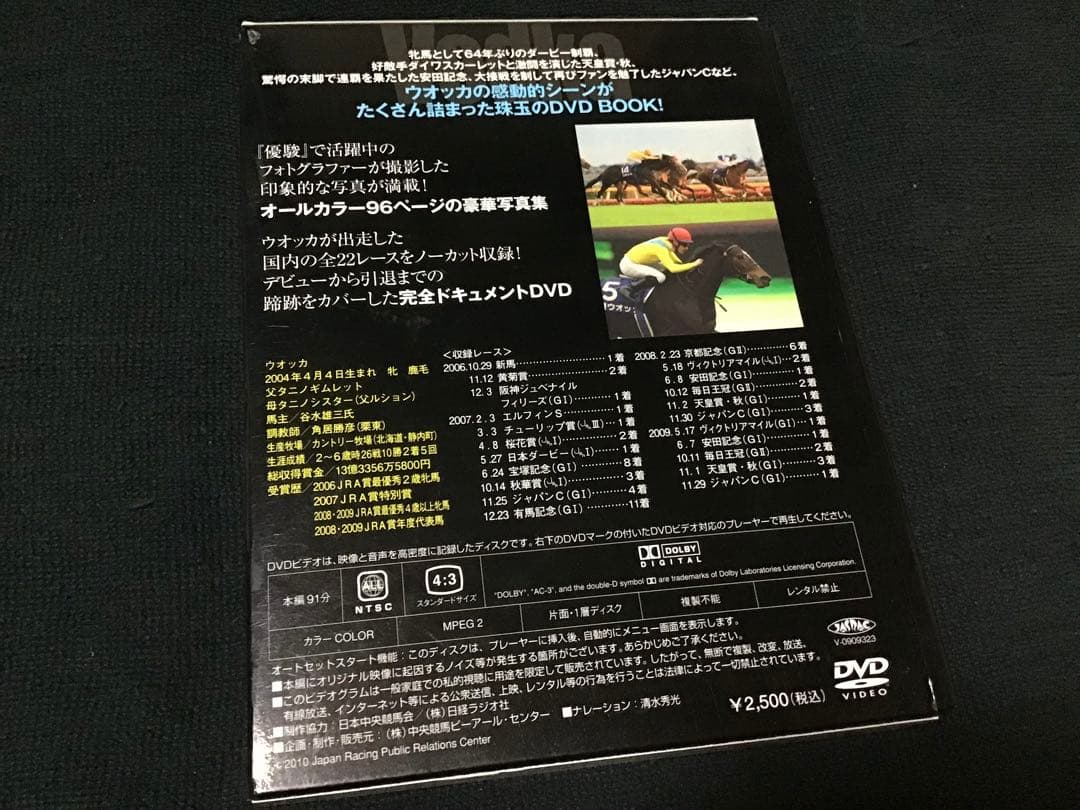 Vodka
牝馬として64年ぶりのダービー制覇、
好敵手ダイワスカーレットと激闘を演じた天皇賞・秋、
驚愕の末脚で連覇を果たした安田記念、大接戦を制して再びファンを魅了したジャパンCなど、
ウオッカの感動的シーンが
たくさん詰まった珠玉のDVD BOOK!
『優駿』で活躍中の
フォトグラファーが撮影した
印象的な写真が満載!
オールカラー96ページの豪華写真集
ウオッカが出走した
国内の全22レースをノーカット収録!
デビューから引退までの
蹄跡をカバーした完全ドキュメントDVD
5
ウオッカ
ウオッカ
2004年4月4日生まれ 牝 鹿毛
父タニノギムレット
母タニノシスター(父ルション)
馬主/谷水雄三氏
調教師/角居勝彦(栗東)
生産牧場/カントリー牧場(北海道・静内町)
生涯成績/2〜6歳時26戦10勝2着5回
総収得賞金/13億3356万5800円
受賞歴/2006JRA賞最優秀2歳牝馬
2007JRA賞特別賞
2008・2009JRA賞最優秀4歳以上牝馬
2008・2009JRA賞年度代表馬
<収録レース>
2006.10.29 新馬…………1着
11.12 黄菊賞…………2着
12.3 阪神ジュベナイル
フィリーズ(GI)…………1着
2007.2.3 エルフィンS…………1着
3.3 チューリップ賞(JpnⅢ)…1着
4.8 桜花賞(JpnI)…………2着
5.27 日本ダービー(JpnI)……1着
6.24 宝塚記念(GI)…………8着
10.14 秋華賞(JpnI)…………3着
11.25 ジャパンC(GI)…………4着
12.23 有馬記念(GI)…………11着
2008.2.23 京都記念(GⅡ)…………6着
5.18 ヴィクトリアマイル(JpnI)…2着
6.8 安田記念(GI)…………1着
10.12 毎日王冠(GⅡ)…………2着
11.2 天皇賞・秋(GI)…………1着
11.30 ジャパンC(GI)…………3着
2009.5.17 ヴィクトリアマイル(GI)…1着
6.7 安田記念(GI)…………1着
10.11 毎日王冠(GⅡ)…………2着
11.1 天皇賞・秋(GI)…………3着
11.29 ジャパンC(GI)…………1着
DVDビデオは、映像と音声を高密度に記録したディスクです。右下のDVDマークの付いたDVDビデオ対応のプレーヤーで再生してください。
本編91分
ALL
NTSC
4:3
スタンダードサイズ
DOLBY
DIGITAL
"DOLBY", "AC-3", and the double-D symbol are trademarks of Dolby Laboratories Licensing Corporation.
カラー COLOR
MPEG 2
片面・1層ディスク
複製不能
レンタル禁止
オートセットスタート機能:このディスクは、プレーヤーに挿入後、自動的にメニュー画面を表示します。
■本編にオリジナル映像に起因するノイズ等が発生する箇所がございます。あらかじめご了承ください。
■このビデオグラムは一般家庭での私的視聴に用途を限定して販売されています。したがって、無断で複製、改変、放送、
有線放送、インターネット等による公衆送信、上映、レンタル等の行為を行うことは法律によって一切禁止されています。
■制作協力:日本中央競馬会/(株)日経ラジオ社 ■ナレーション:清水秀光
■企画・制作・販売元:(株)中央競馬ピーアール・センター
© 2010 Japan Racing Public Relations Center
JASRAC
V-0909323
DVD
VIDEO
¥2,500(税込)